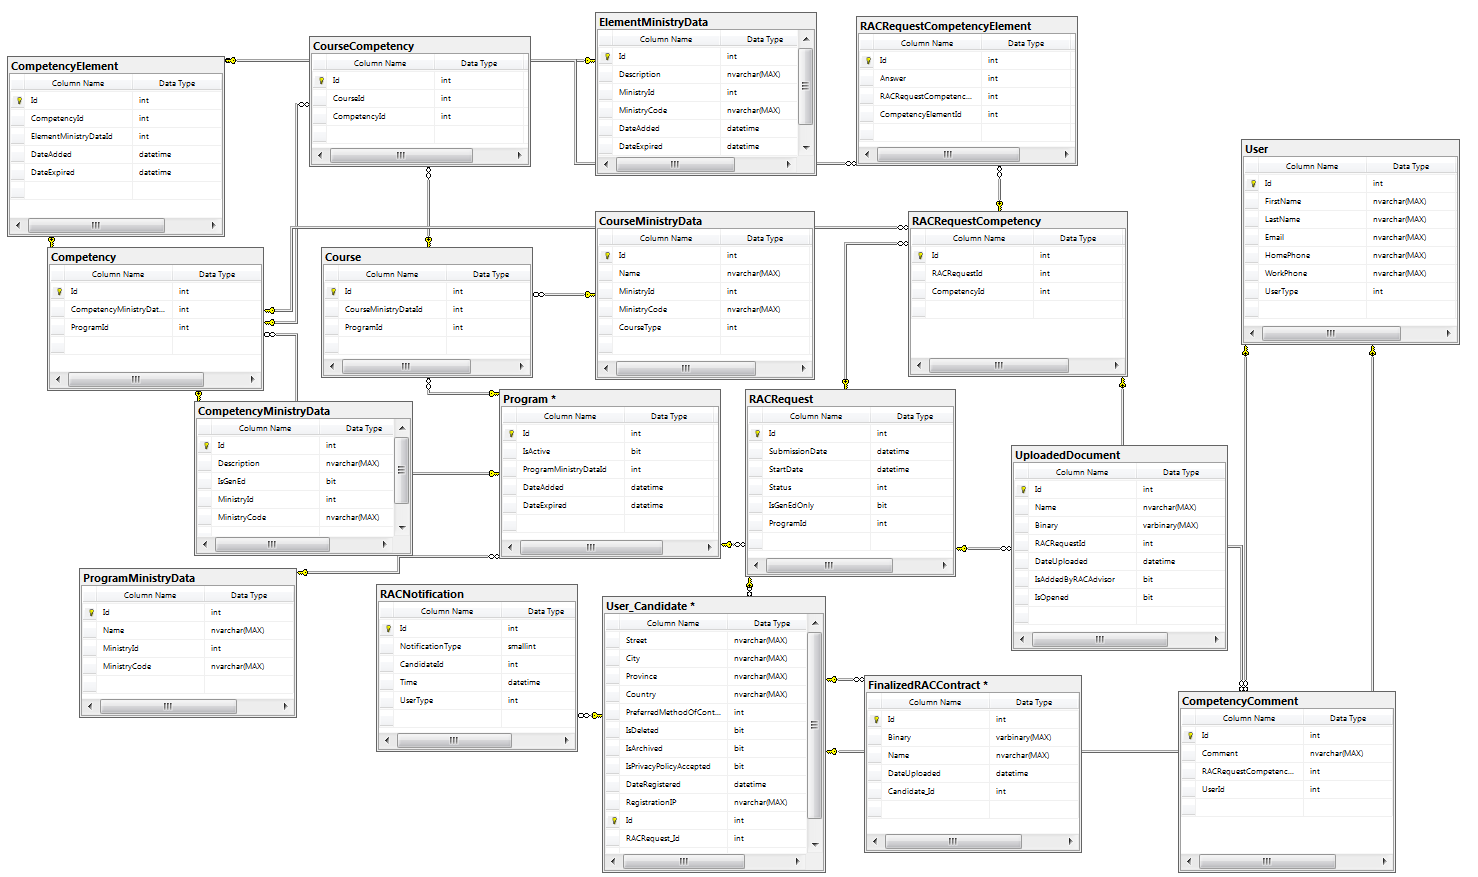 CompetencyElement
Column Name Data Type
Id int
CompetencyId int
ElementMinistryDataId int
DateAdded datetime
DateExpired datetime
CourseCompetency
Column Name Data Type
Id int
CourseId int
CompetencyId int
ElementMinistryData
Column Name Data Type
Id int
Description nvarchar(MAX)
MinistryId int
MinistryCode nvarchar(MAX)
DateAdded datetime
DateExpired datetime
RACRequestCompetencyElement
Column Name Data Type
Id int
Answer int
RACRequestCompetenc... int
CompetencyElementId int
User
Column Name Data Type
Id int
FirstName nvarchar(MAX)
LastName nvarchar(MAX)
Email nvarchar(MAX)
HomePhone nvarchar(MAX)
WorkPhone nvarchar(MAX)
UserType int
Competency
Column Name Data Type
Id int
CompetencyMinistryDat... int
ProgramId int
Course
Column Name Data Type
Id int
CourseMinistryDataId int
ProgramId int
CourseMinistryData
Column Name Data Type
Id int
Name nvarchar(MAX)
MinistryId int
MinistryCode nvarchar(MAX)
CourseType int
RACRequestCompetency
Column Name Data Type
Id int
RACRequestId int
CompetencyId int
CompetencyMinistryData
Column Name Data Type
Id int
Description nvarchar(MAX)
IsGenEd bit
MinistryId int
MinistryCode nvarchar(MAX)
Program *
Column Name Data Type
Id int
IsActive bit
ProgramMinistryDataId int
DateAdded datetime
DateExpired datetime
RACRequest
Column Name Data Type
Id int
SubmissionDate datetime
StartDate datetime
Status int
IsGenEdOnly bit
ProgramId int
UploadedDocument
Column Name Data Type
Id int
Name nvarchar(MAX)
Binary varbinary(MAX)
RACRequestId int
DateUploaded datetime
IsAddedByRACAdvisor bit
IsOpened bit
ProgramMinistryData
Column Name Data Type
Id int
Name nvarchar(MAX)
MinistryId int
MinistryCode nvarchar(MAX)
RACNotification
Column Name Data Type
Id int
NotificationType smallint
CandidateId int
Time datetime
UserType int
User_Candidate *
Column Name Data Type
Street nvarchar(MAX)
City nvarchar(MAX)
Province nvarchar(MAX)
Country nvarchar(MAX)
PreferredMethodOfCont... int
IsDeleted bit
IsArchived bit
IsPrivacyPolicyAccepted bit
DateRegistered datetime
RegistrationIP nvarchar(MAX)
Id int
RACRequest_Id int
FinalizedRACContract *
Column Name Data Type
Id int
Binary varbinary(MAX)
Name nvarchar(MAX)
DateUploaded datetime
Candidate_Id int
CompetencyComment
Column Name Data Type
Id int
Comment nvarchar(MAX)
RACRequestCompetenc... int
UserId int